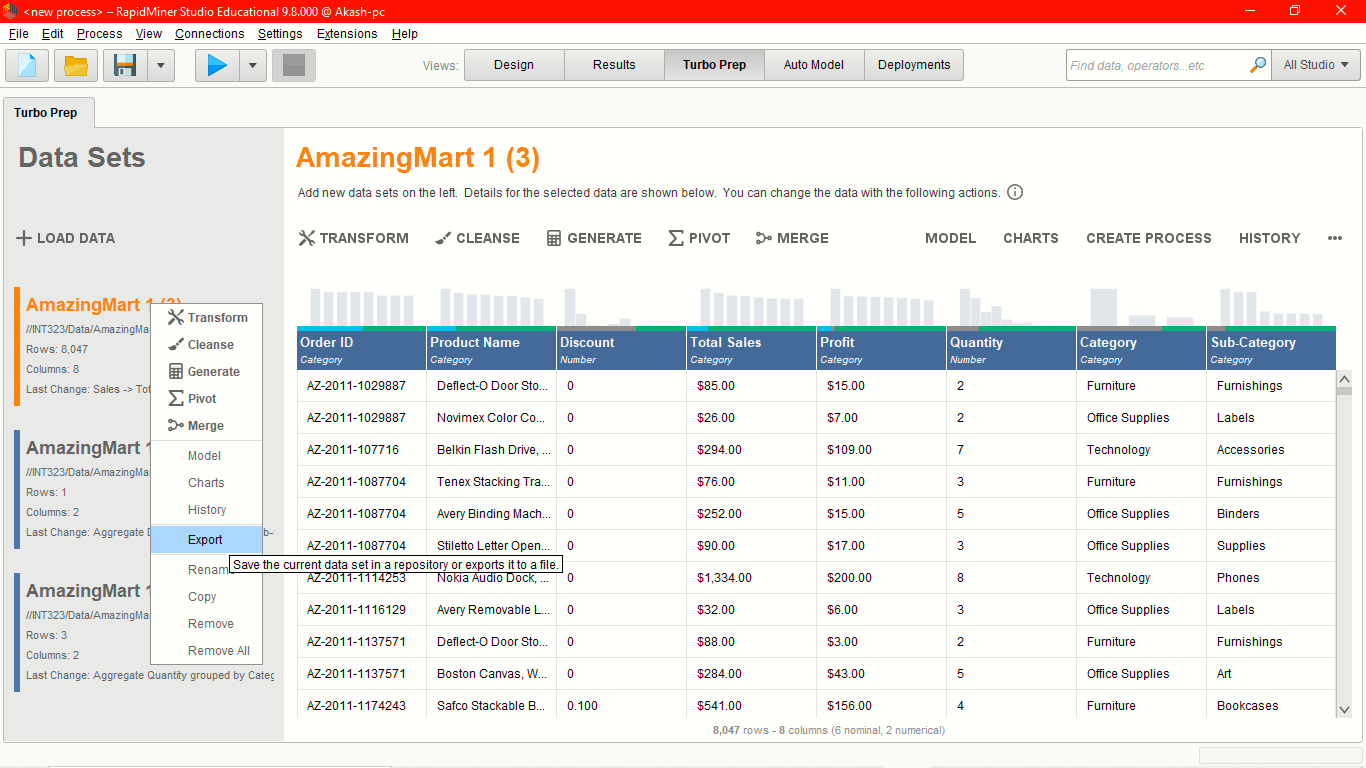 <new process> – RapidMiner Studio Educational 9.8.000 @ Akash-pc
File Edit Process View Connections Settings Extensions Help
Views: Design Results Turbo Prep Auto Model Deployments Find data, operators...etc All Studio
Turbo Prep
Data Sets
LOAD DATA
AmazingMart 1 (3)
//INT323/Data/AmazingMa
Rows: 8,047
Columns: 8
Last Change: Sales -> Tot
AmazingMart 1
//INT323/Data/AmazingMa
Rows: 1
Columns: 2
Last Change: Aggregate D b-
AmazingMart 1
//INT323/Data/AmazingMa
Rows: 3
Columns: 2
Last Change: Aggregate Quantity grouped by Categ
Transform
Cleanse
Generate
Pivot
Merge
Model
Charts
History
Export
Save the current data set in a repository or exports it to a file.
Renam
Copy
Remove
Remove All
AmazingMart 1 (3)
Add new data sets on the left. Details for the selected data are shown below. You can change the data with the following actions.
TRANSFORM CLEANSE GENERATE PIVOT MERGE MODEL CHARTS CREATE PROCESS HISTORY
Order ID Product Name Discount Total Sales Profit Quantity Category Sub-Category
Category Category Number Category Category Number Category Category
AZ-2011-1029887 Deflect-O Door Sto... 0 $85.00 $15.00 2 Furniture Furnishings
AZ-2011-1029887 Novimex Color Co... 0 $26.00 $7.00 2 Office Supplies Labels
AZ-2011-107716 Belkin Flash Drive, ... 0 $294.00 $109.00 7 Technology Accessories
AZ-2011-1087704 Tenex Stacking Tra... 0 $76.00 $11.00 3 Furniture Furnishings
AZ-2011-1087704 Avery Binding Mach... 0 $252.00 $15.00 5 Office Supplies Binders
AZ-2011-1087704 Stiletto Letter Open... 0 $90.00 $17.00 3 Office Supplies Supplies
AZ-2011-1114253 Nokia Audio Dock, ... 0 $1,334.00 $200.00 8 Technology Phones
AZ-2011-1116129 Avery Removable L... 0 $32.00 $6.00 3 Office Supplies Labels
AZ-2011-1137571 Deflect-O Door Sto... 0 $88.00 $3.00 2 Furniture Furnishings
AZ-2011-1137571 Boston Canvas, W... 0 $284.00 $43.00 5 Office Supplies Art
AZ-2011-1174243 Safco Stackable B... 0.100 $541.00 $156.00 4 Furniture Bookcases
8,047 rows - 8 columns (6 nominal, 2 numerical)